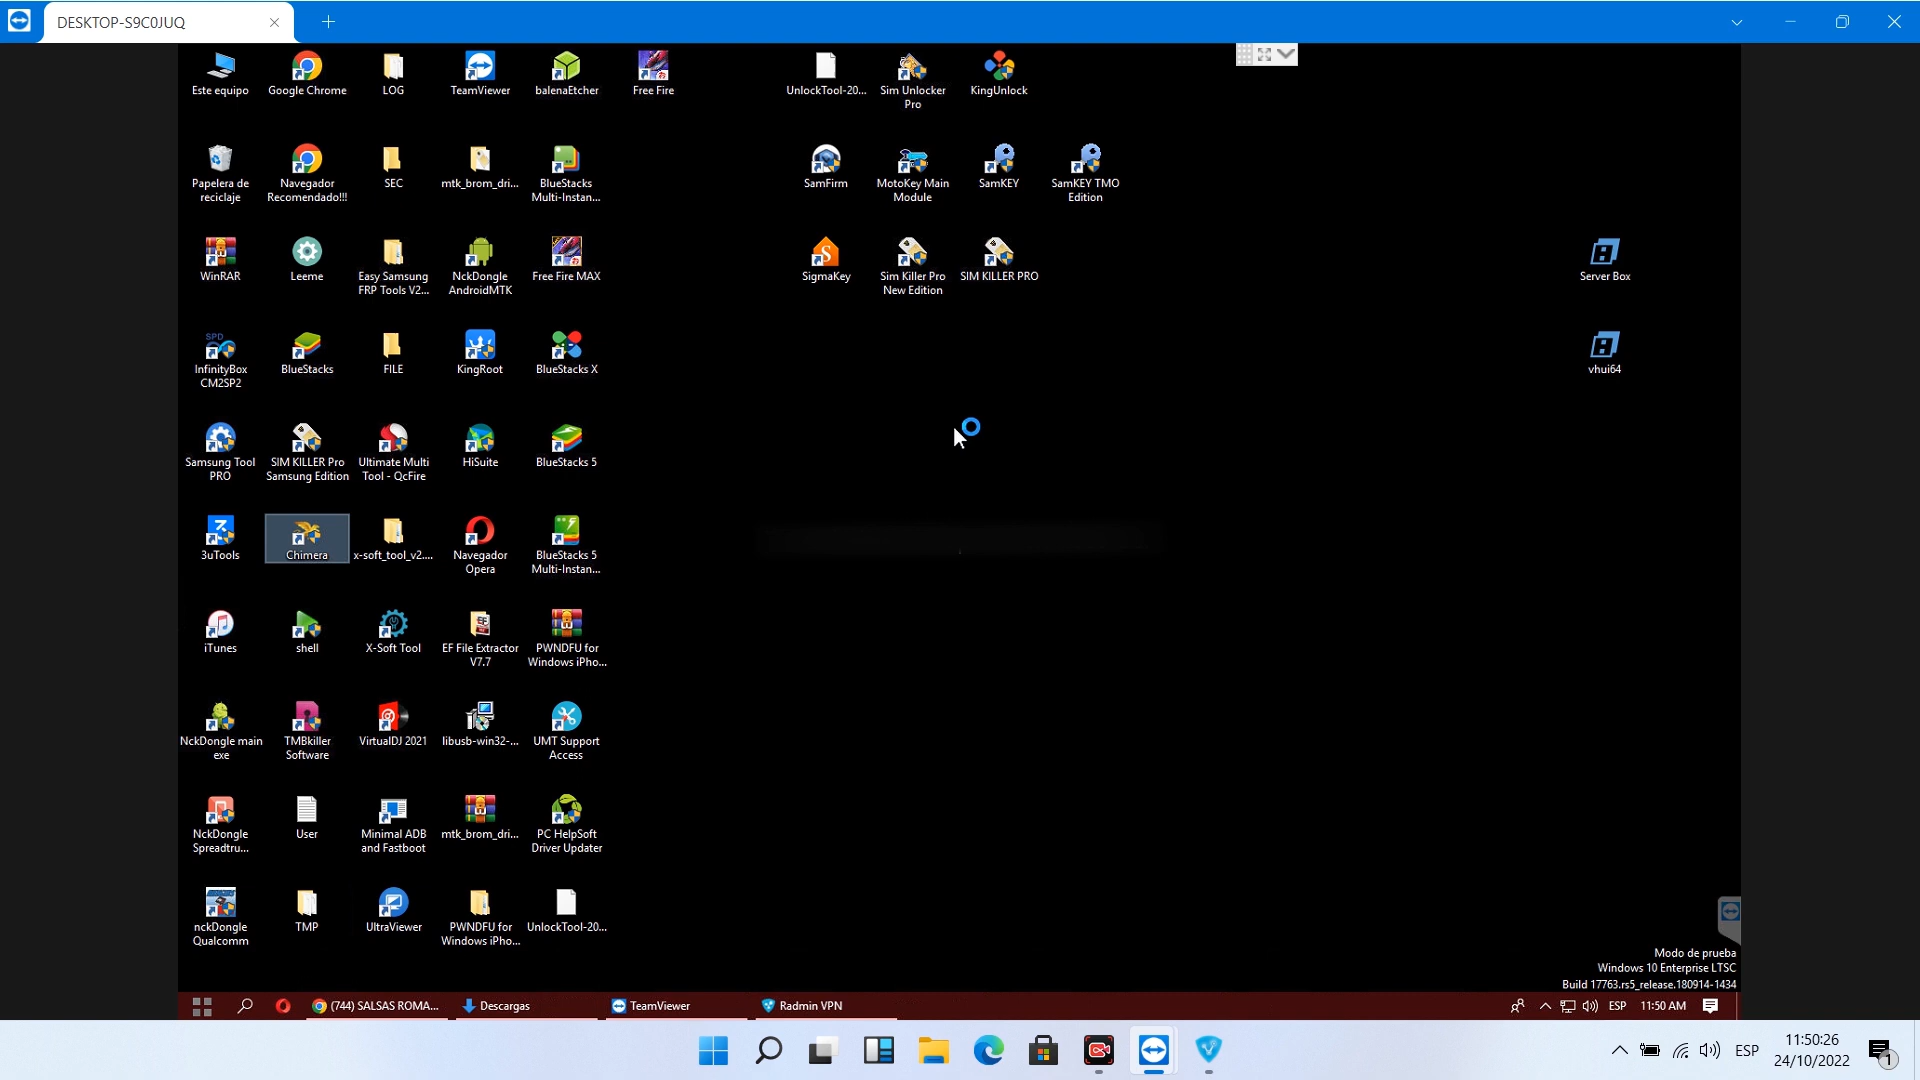 DESKTOP-S9C0JUQ
Este equipo
Google Chrome
LOG
TeamViewer
balenaEtcher
Free Fire
UnlockTool-20...
Sim Unlocker
Pro
KingUnlock
Papelera de
reciclaje
Navegador
Recomendado!!!
SEC
mtk_brom_dri...
BlueStacks
Multi-Instan...
SamFirm
MotoKey Main
Module
SamKEY
SamKEY TMO
Edition
WinRAR
Leeme
Easy Samsung
FRP Tools V2...
NckDongle
AndroidMTK
Free Fire MAX
SigmaKey
Sim Killer Pro
New Edition
SIM KILLER PRO
Server Box
SPD
InfinityBox
CM2SP2
BlueStacks
FILE
KingRoot
BlueStacks X
vhui64
Samsung Tool
PRO
SIM KILLER Pro
Samsung Edition
Ultimate Multi
Tool - QcFire
HiSuite
BlueStacks 5
3uTools
Chimera
x-soft_tool_v2....
Navegador
Opera
BlueStacks 5
Multi-Instan...
iTunes
shell
X-Soft Tool
EF File Extractor
V7.7
PWNDFU for
Windows iPho...
NckDongle main
exe
TMBkiller
Software
VirtualDJ 2021
libusb-win32-...
UMT Support
Access
NckDongle
Spreadtru...
User
Minimal ADB
and Fastboot
mtk_brom_dri...
PC HelpSoft
Driver Updater
nckDongle
Qualcomm
TMP
UltraViewer
PWNDFU for
Windows iPho...
UnlockTool-20...
Modo de prueba
Windows 10 Enterprise LTSC
Build 17763.rs5_release.180914-1434
(744) SALSAS ROMA...
Descargas
TeamViewer
Radmin VPN
ESP
11:50 AM
ESP
11:50:26
24/10/2022
1